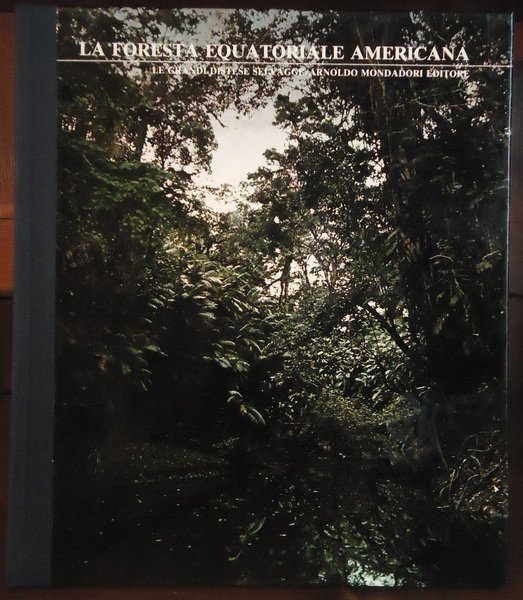 LA FORESTA EQUATORIALE AMERICANA
LE GRANDI DISTESE SELVAGGE ARNOLDO MONDADORI EDITORE